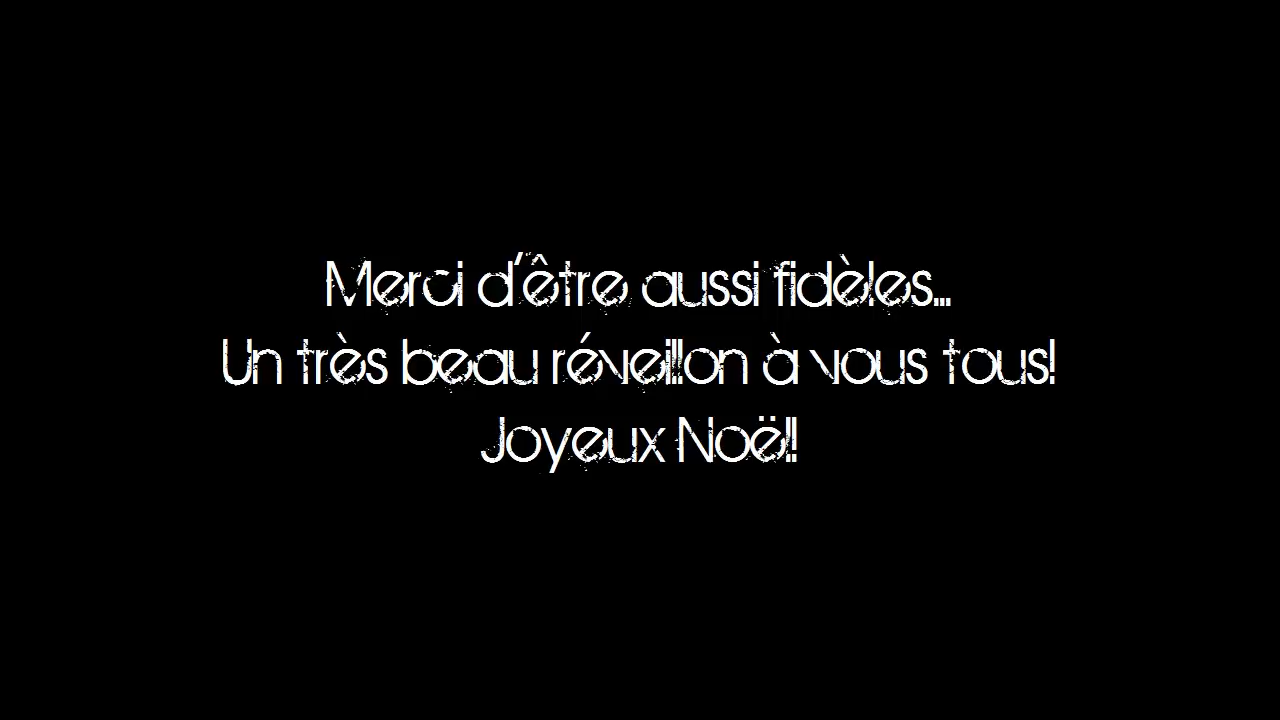 Merci d'être aussi fidèles...
Un très beau réveillon à vous tous!
Joyeux Noël!